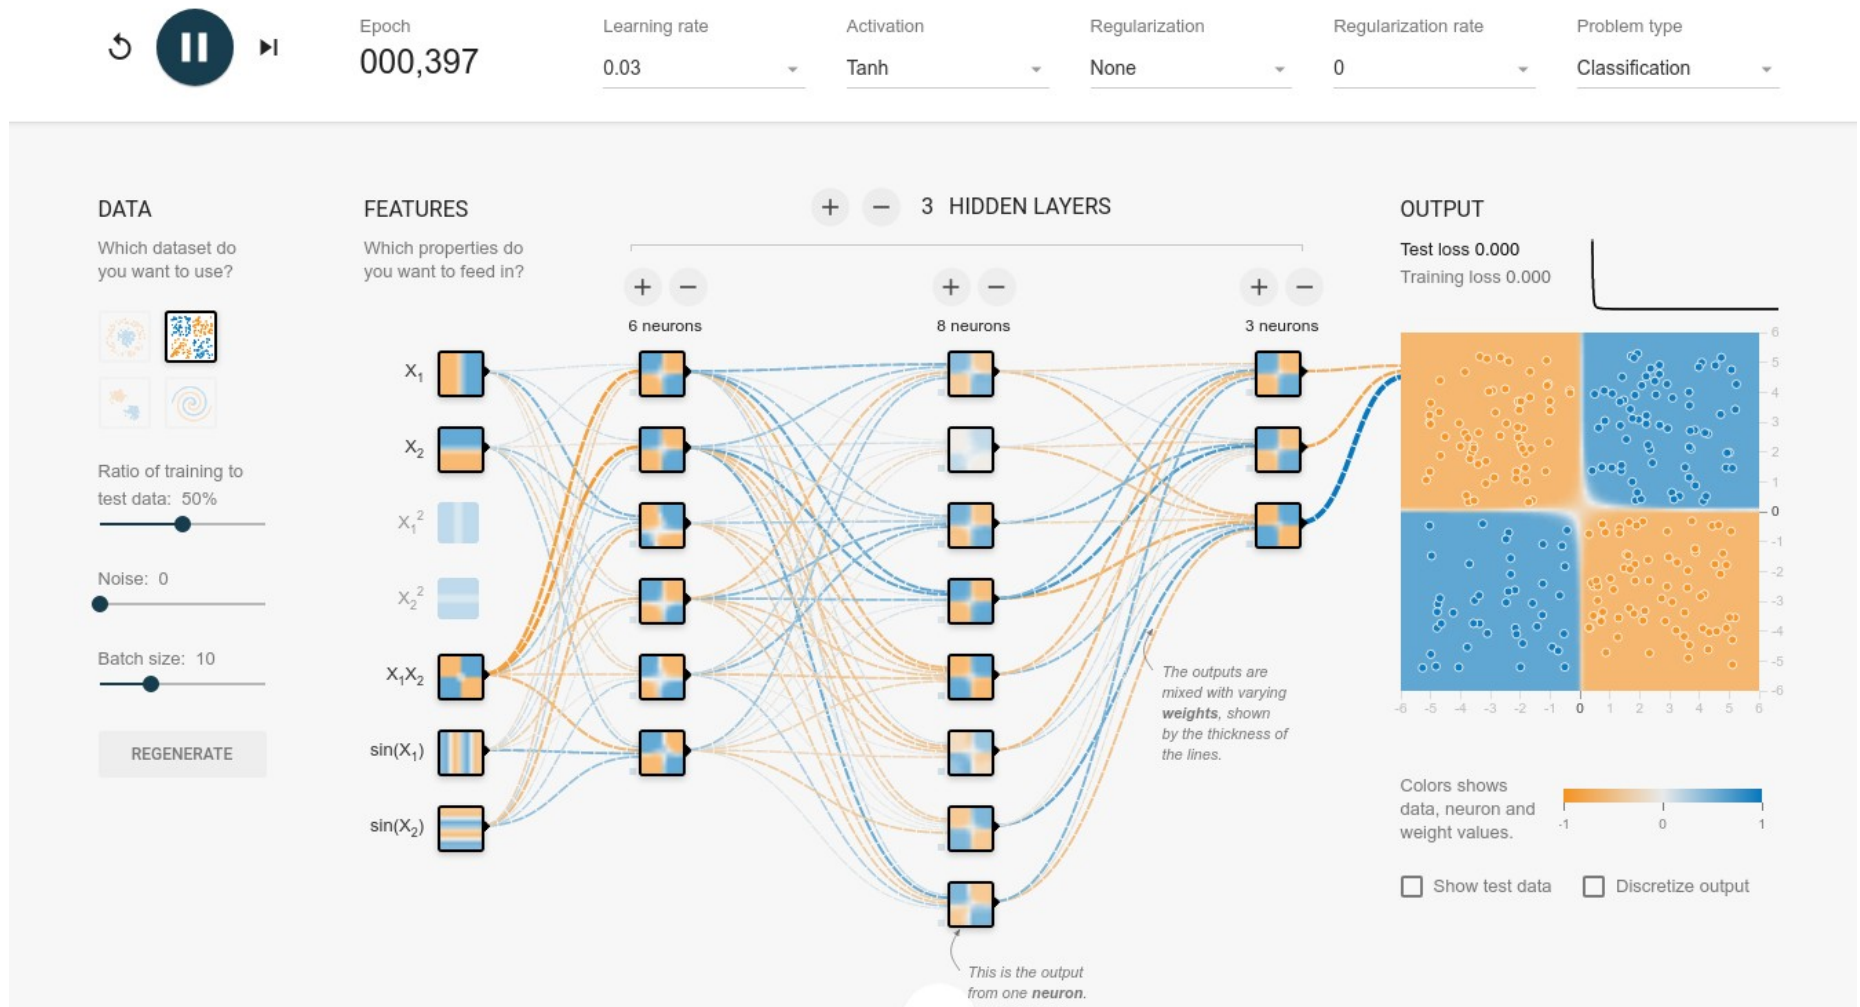 Epoch
000,397
Learning rate
0.03
Activation
Tanh
Regularization
None
Regularization rate
0
Problem type
Classification
DATA
Which dataset do
you want to use?
Ratio of training to
test data: 50%
Noise: 0
Batch size: 10
REGENERATE
FEATURES
Which properties do
you want to feed in?
X₁
X₂
X₁²
X₂²
X₁X₂
sin(X₁)
sin(X₂)
3 HIDDEN LAYERS
6 neurons
8 neurons
3 neurons
The outputs are
mixed with varying
weights, shown
by the thickness of
the lines.
This is the output
from one neuron.
OUTPUT
Test loss 0.000
Training loss 0.000
6
5
4
3
2
1
0
-1
-2
-3
-4
-5
-6
-6 -5 -4 -3 -2 -1 0 1 2 3 4 5 6
Colors shows
data, neuron and
weight values.
-1 0 1
Show test data
Discretize output